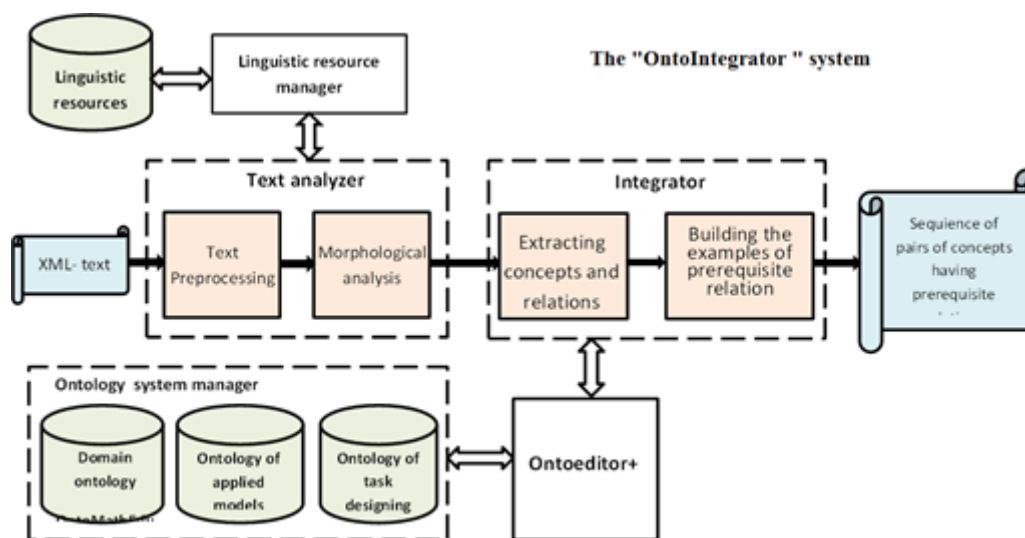 The "OntoIntegrator " system
Linguistic
resources
Linguistic resource
manager
Text analyzer
Integrator
XML- text
Text
Preprocessing
Morphological
analysis
Extracting
concepts and
relations
Building the
examples of
prerequisite
relation
Sequience of
pairs of concepts
having
prerequisite
Ontology system manager
Domain
ontology
Ontology of
applied
models
Ontology of
task
designing
Ontoeditor+